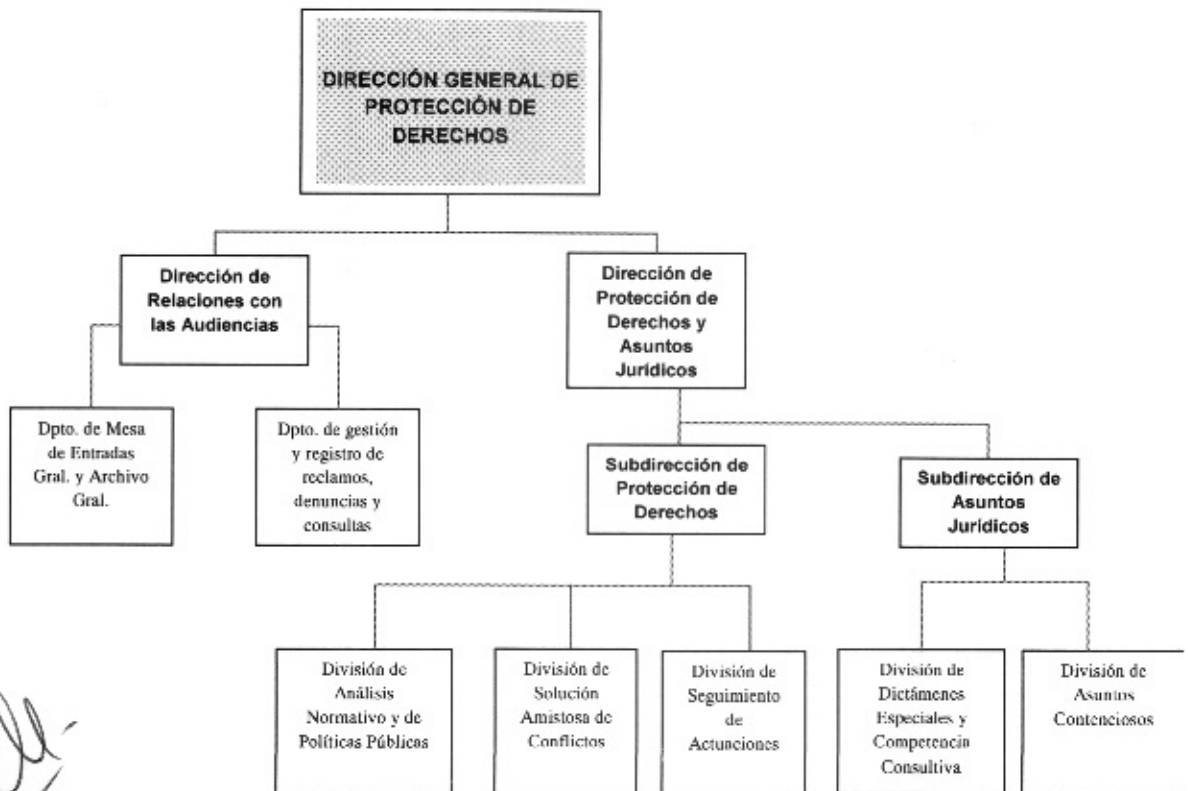 DIRECCIÓN GENERAL DE
PROTECCIÓN DE
DERECHOS
Dirección de
Relaciones con
las Audiencias
Dirección de
Protección de
Derechos y
Asuntos
Jurídicos
Dpto. de Mesa
de Entradas
Gral. y Archivo
Gral.
Dpto. de gestión
y registro de
reclamos,
denuncias y
consultas
Subdirección de
Protección de
Derechos
Subdirección de
Asuntos
Jurídicos
División de
Análisis
Normativo y de
Políticas Públicas
División de
Solución
Amistosa de
Conflictos
División de
Seguimiento
de
Actuaciones
División de
Dictámenes
Especiales y
Competencia
Consultiva
División de
Asuntos
Contenciosos